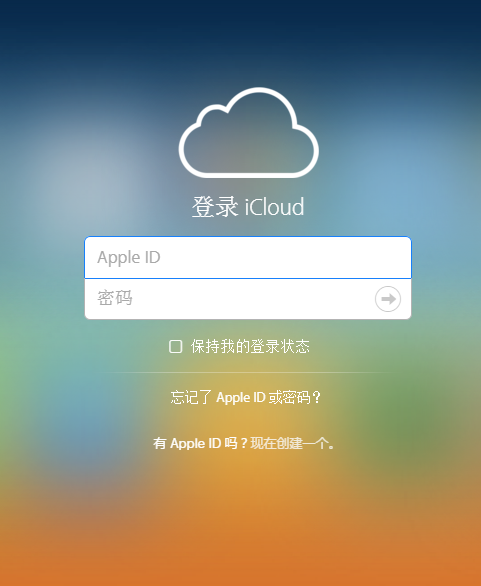 登录 iCloud
Apple ID
密码
保持我的登录状态
忘记了 Apple ID 或密码？
有 Apple ID 吗？现在创建一个。